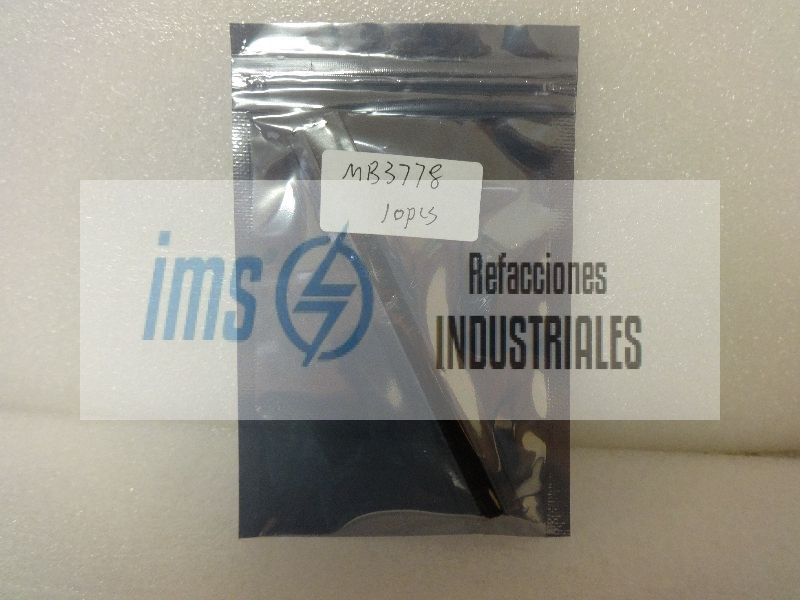 MB3778
10pcs
ims
Refacciones
INDUSTRIALES